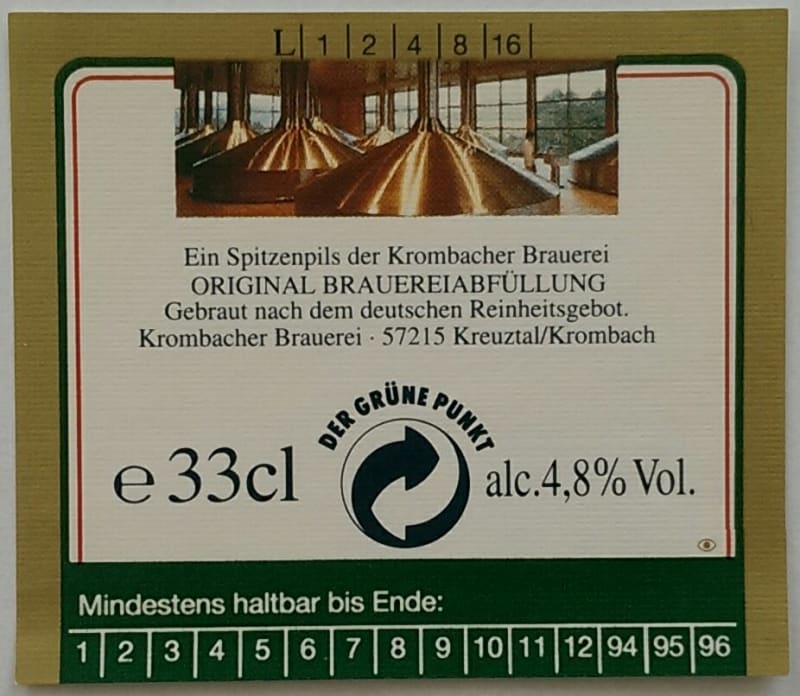 L 1 2 4 8 16
Ein Spitzenpils der Krombacher Brauerei
ORIGINAL BRAUEREIABFÜLLUNG
Gebraut nach dem deutschen Reinheitsgebot.
Krombacher Brauerei · 57215 Kreuztal/Krombach
DER GRÜNE PUNKT
e 33cl
alc.4,8% Vol.
Mindestens haltbar bis Ende:
1 2 3 4 5 6 7 8 9 10 11 12 94 95 96